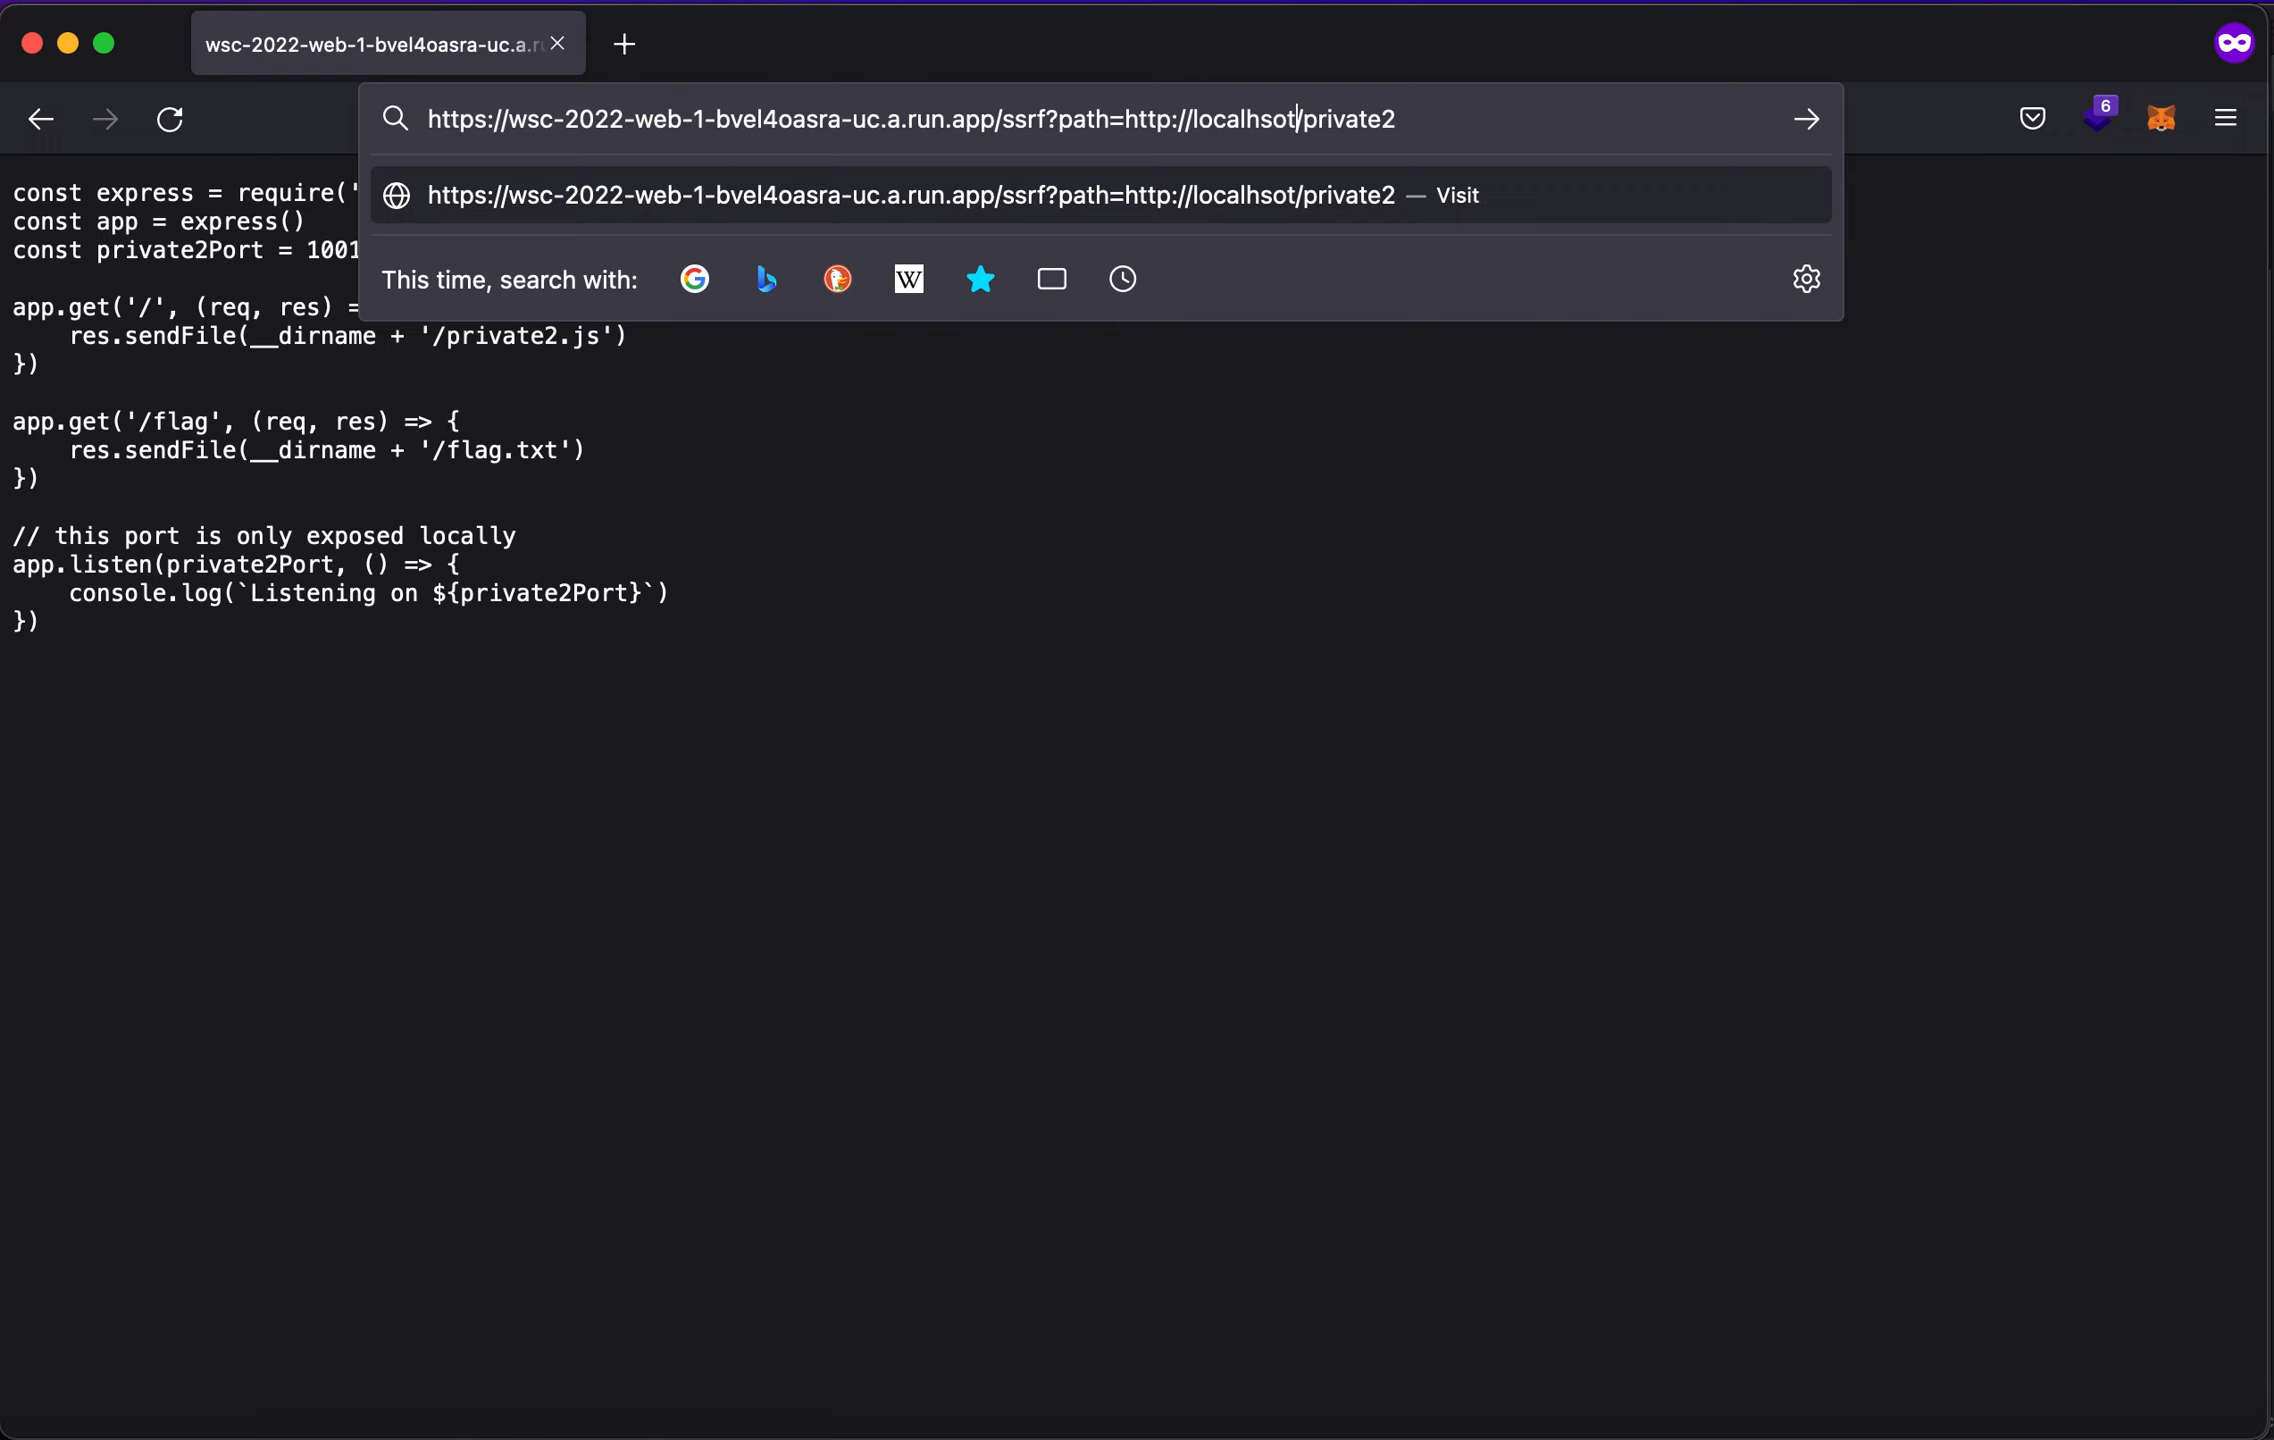 wsc-2022-web-1-bvel4oasra-uc.a.r
https://wsc-2022-web-1-bvel4oasra-uc.a.run.app/ssrf?path=http://localhsot/private2
6
https://wsc-2022-web-1-bvel4oasra-uc.a.run.app/ssrf?path=http://localhsot/private2 — Visit
This time, search with:
W
const express = require('
const app = express()
const private2Port = 1001
app.get('/', (req, res) =
    res.sendFile(__dirname + '/private2.js')
})
app.get('/flag', (req, res) => {
    res.sendFile(__dirname + '/flag.txt')
})
// this port is only exposed locally
app.listen(private2Port, () => {
    console.log(`Listening on ${private2Port}`)
})